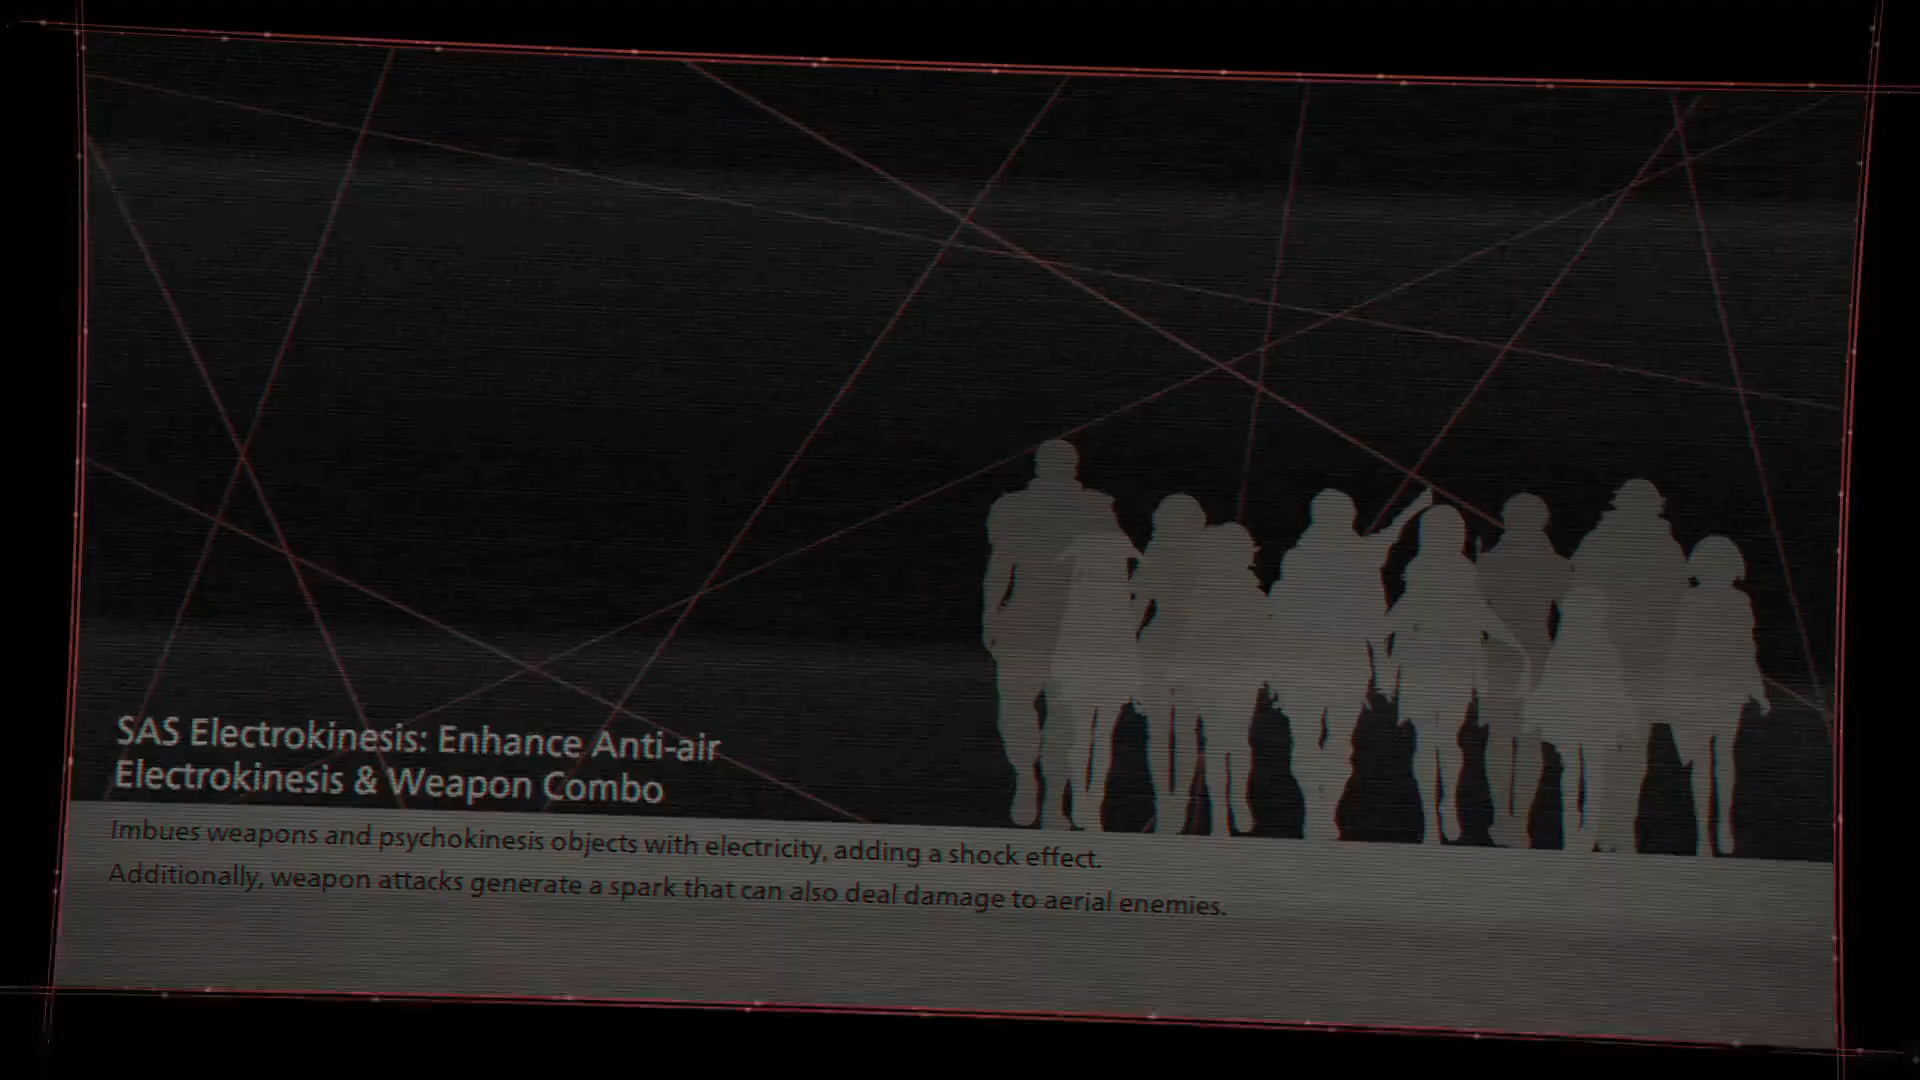 SAS Electrokinesis: Enhance Anti-air
Electrokinesis & Weapon Combo
Imbues weapons and psychokinesis objects with electricity, adding a shock effect.
Additionally, weapon attacks generate a spark that can also deal damage to aerial enemies.